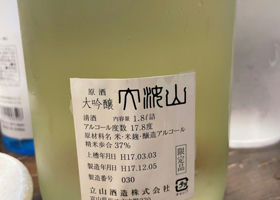 原酒
大吟醸
清酒 内容量 1.8ℓ詰
アルコール度数 17.8度
原材料名 米・米麹・醸造アルコール
精米歩合 37%
上槽年月日 H17.03.03
製造年月日 H17.12.05
製造番号 030
限定品
立山酒造株式会社